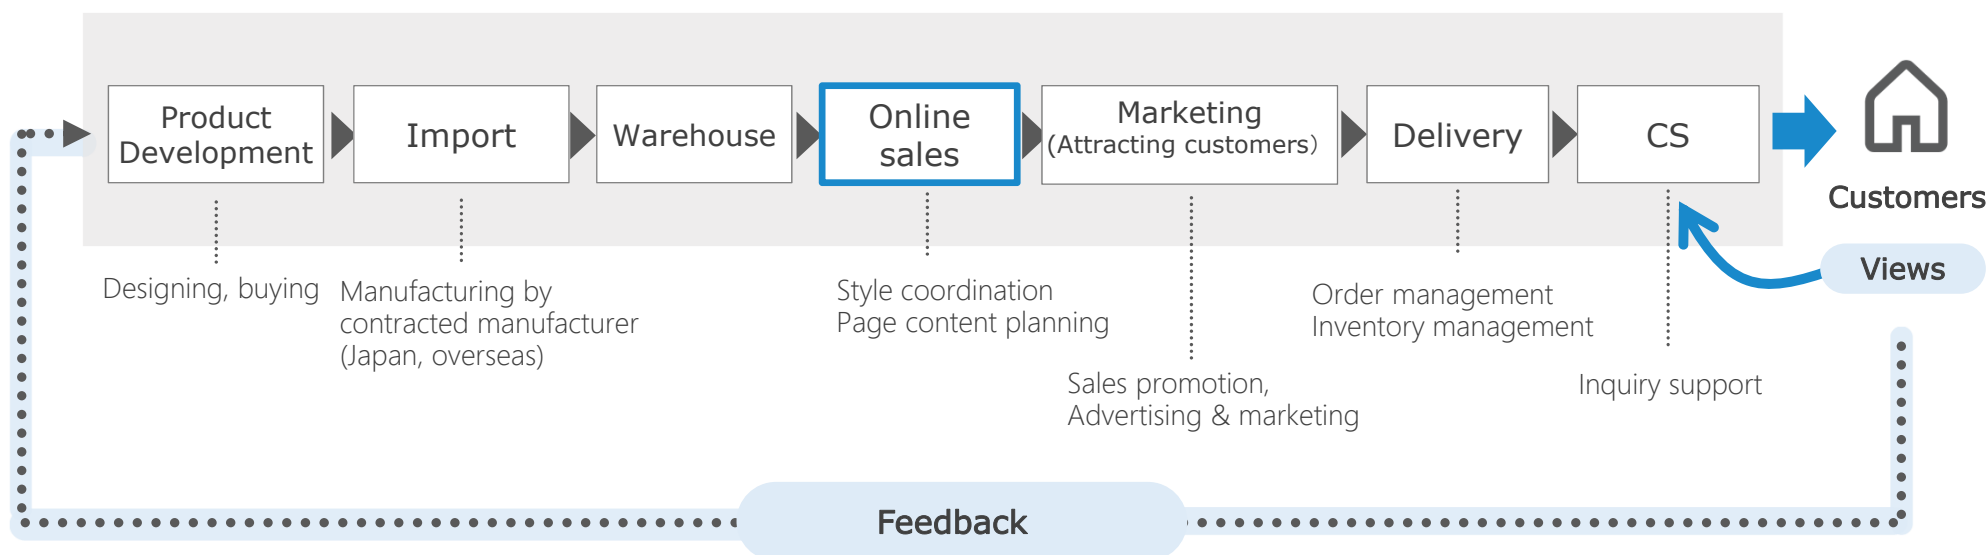 Product
Development
Import
Warehouse
Online
sales
Marketing
(Attracting customers）
Delivery
CS
Customers
Views
Designing, buying
Manufacturing by
contracted manufacturer
(Japan, overseas)
Style coordination
Page content planning
Sales promotion,
Advertising & marketing
Order management
Inventory management
Inquiry support
Feedback